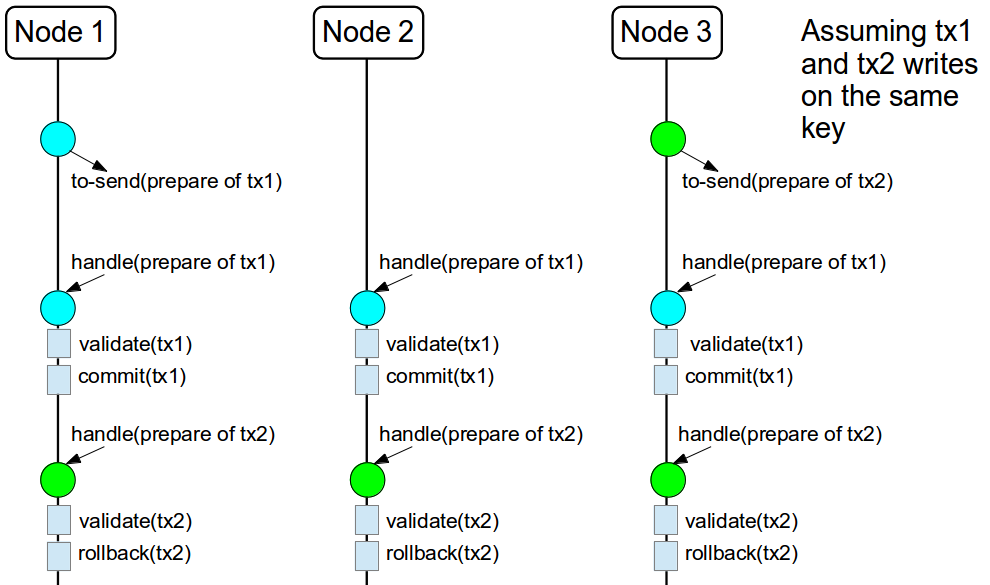 Node 1
Node 2
Node 3
Assuming tx1
and tx2 writes
on the same
key
to-send(prepare of tx1)
to-send(prepare of tx2)
handle(prepare of tx1)
handle(prepare of tx1)
handle(prepare of tx1)
validate(tx1)
validate(tx1)
validate(tx1)
commit(tx1)
commit(tx1)
commit(tx1)
handle(prepare of tx2)
handle(prepare of tx2)
handle(prepare of tx2)
validate(tx2)
validate(tx2)
validate(tx2)
rollback(tx2)
rollback(tx2)
rollback(tx2)